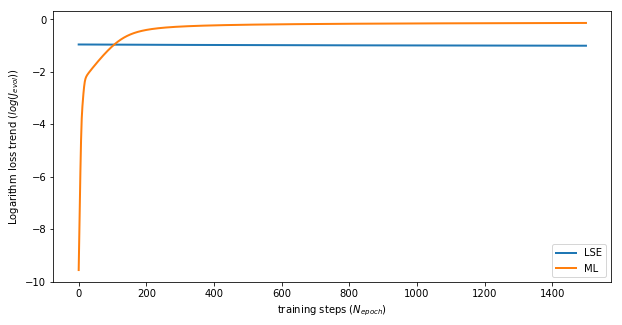 Logarithm loss trend (log(J_evol))
0
−2
−4
−6
−8
−10
0 200 400 600 800 1000 1200 1400
training steps (N_epoch)
LSE
ML